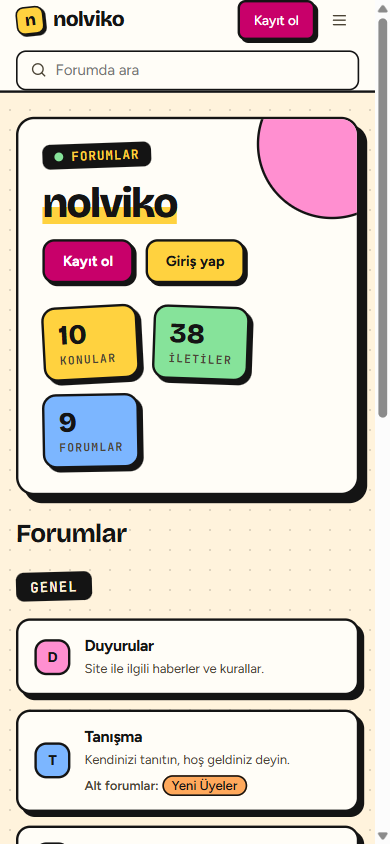 n nolviko
Kayıt ol
Forumda ara
FORUMLAR
nolviko
Kayıt ol
Giriş yap
10
KONULAR
38
İLETİLER
9
FORUMLAR
Forumlar
GENEL
D
Duyurular
Site ile ilgili haberler ve kurallar.
T
Tanışma
Kendinizi tanıtın, hoş geldiniz deyin.
Alt forumlar: Yeni Üyeler